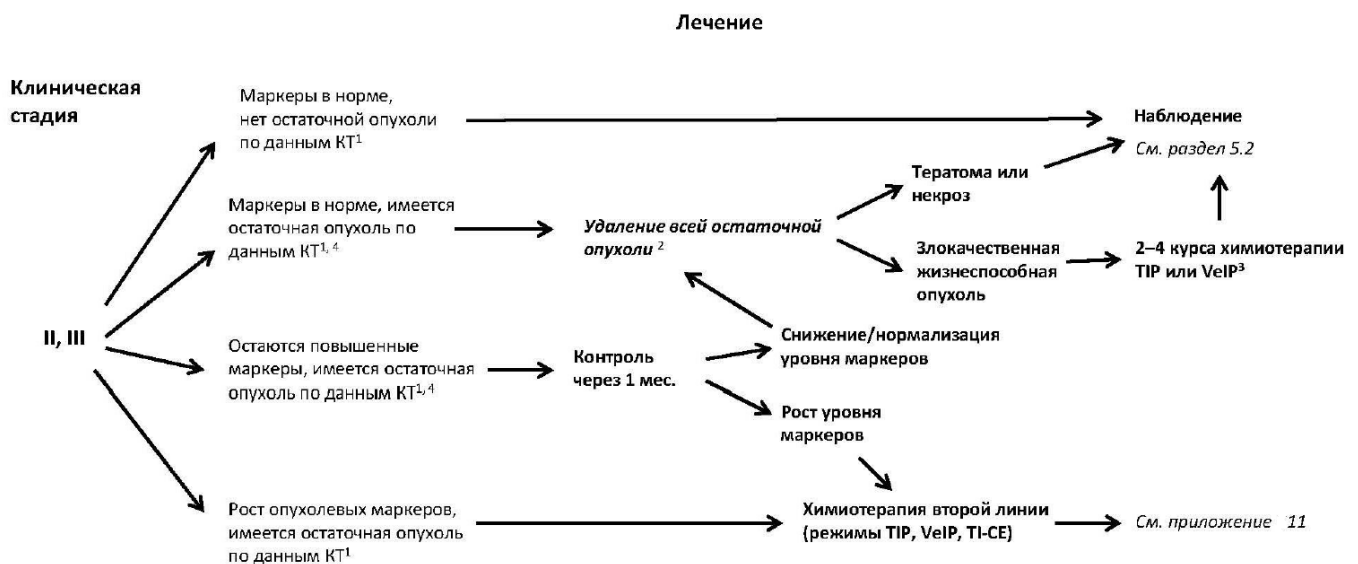 Лечение
Клиническая
стадия
Маркеры в норме,
нет остаточной опухоли
по данным КТ1
Наблюдение
См. раздел 5.2
Тератома или
некроз
Маркеры в норме, имеется
остаточная опухоль по
данным КТ1, 4
Удаление всей остаточной
опухоли 2
Злокачественная
жизнеспособная
опухоль
2–4 курса химиотерапии
TIP или VeIP3
II, III
Остаются повышенные
маркеры, имеется остаточная
опухоль по данным КТ1,4
Контроль
через 1 мес.
Снижение/нормализация
уровня маркеров
Рост уровня
маркеров
Рост опухолевых маркеров,
имеется остаточная опухоль
по данным КТ1
Химиотерапия второй линии
(режимы TIP, VeIP, TI-CE)
См. приложение 11